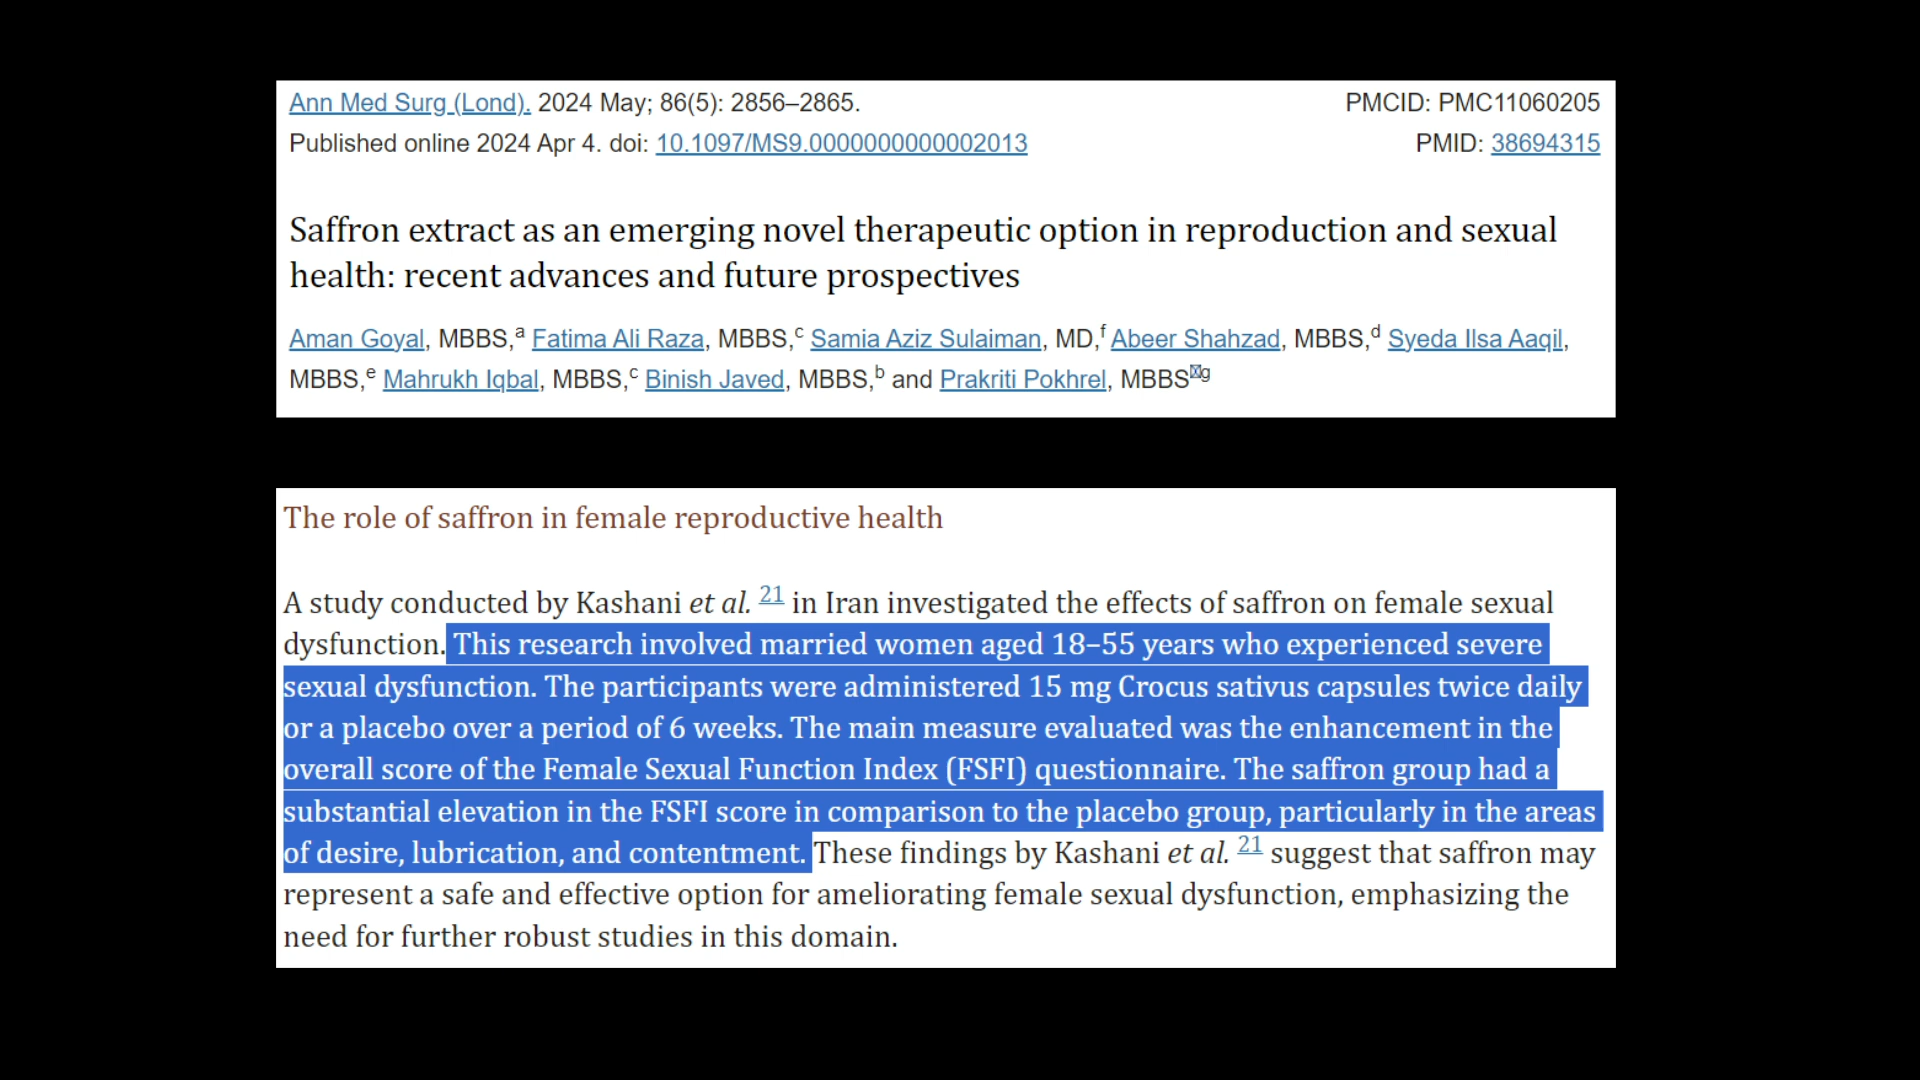 Ann Med Surg (Lond). 2024 May; 86(5): 2856–2865. PMCID: PMC11060205
Published online 2024 Apr 4. doi: 10.1097/MS9.0000000000002013 PMID: 38694315
Saffron extract as an emerging novel therapeutic option in reproduction and sexual
health: recent advances and future prospectives
Aman Goyal, MBBS,a Fatima Ali Raza, MBBS,c Samia Aziz Sulaiman, MD,f Abeer Shahzad, MBBS,d Syeda Ilsa Aaqil,
MBBS,e Mahrukh Iqbal, MBBS,c Binish Javed, MBBS,b and Prakriti Pokhrel, MBBSg
The role of saffron in female reproductive health
A study conducted by Kashani et al. 21 in Iran investigated the effects of saffron on female sexual
dysfunction. This research involved married women aged 18–55 years who experienced severe
sexual dysfunction. The participants were administered 15 mg Crocus sativus capsules twice daily
or a placebo over a period of 6 weeks. The main measure evaluated was the enhancement in the
overall score of the Female Sexual Function Index (FSFI) questionnaire. The saffron group had a
substantial elevation in the FSFI score in comparison to the placebo group, particularly in the areas
of desire, lubrication, and contentment. These findings by Kashani et al. 21 suggest that saffron may
represent a safe and effective option for ameliorating female sexual dysfunction, emphasizing the
need for further robust studies in this domain.